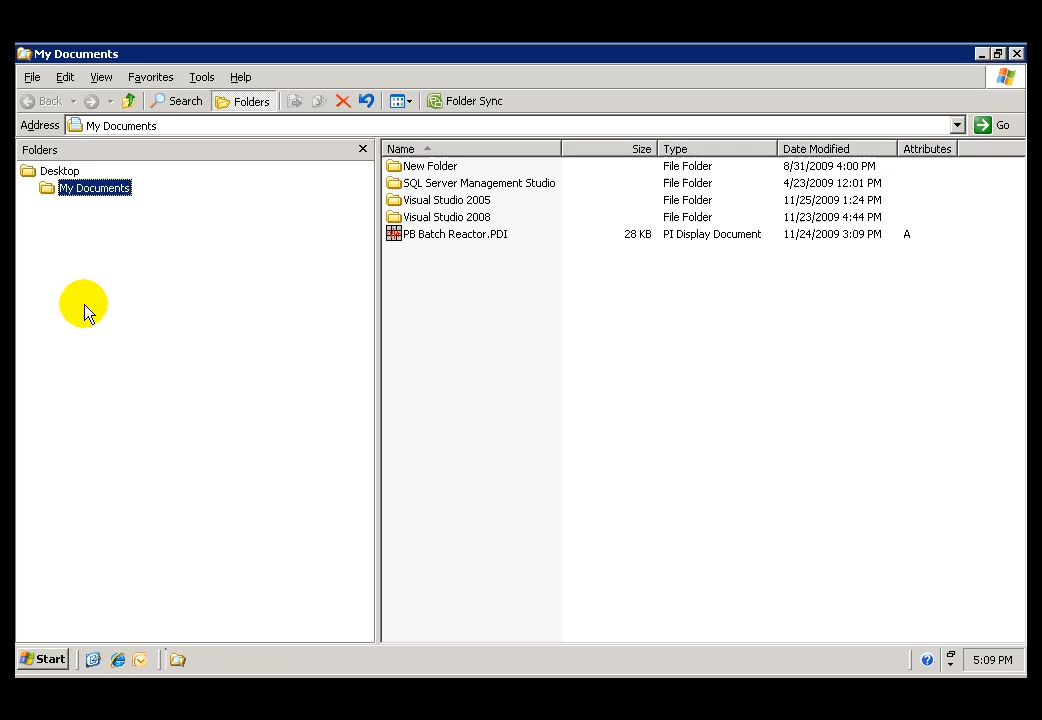 My Documents
File Edit View Favorites Tools Help
Back Search Folders Folder Sync
Address My Documents Go
Folders
Desktop
My Documents
Name Size Type Date Modified Attributes
New Folder File Folder 8/31/2009 4:00 PM
SQL Server Management Studio File Folder 4/23/2009 12:01 PM
Visual Studio 2005 File Folder 11/25/2009 1:24 PM
Visual Studio 2008 File Folder 11/23/2009 4:44 PM
PB Batch Reactor.PDI 28 KB PI Display Document 11/24/2009 3:09 PM A
Start 5:09 PM